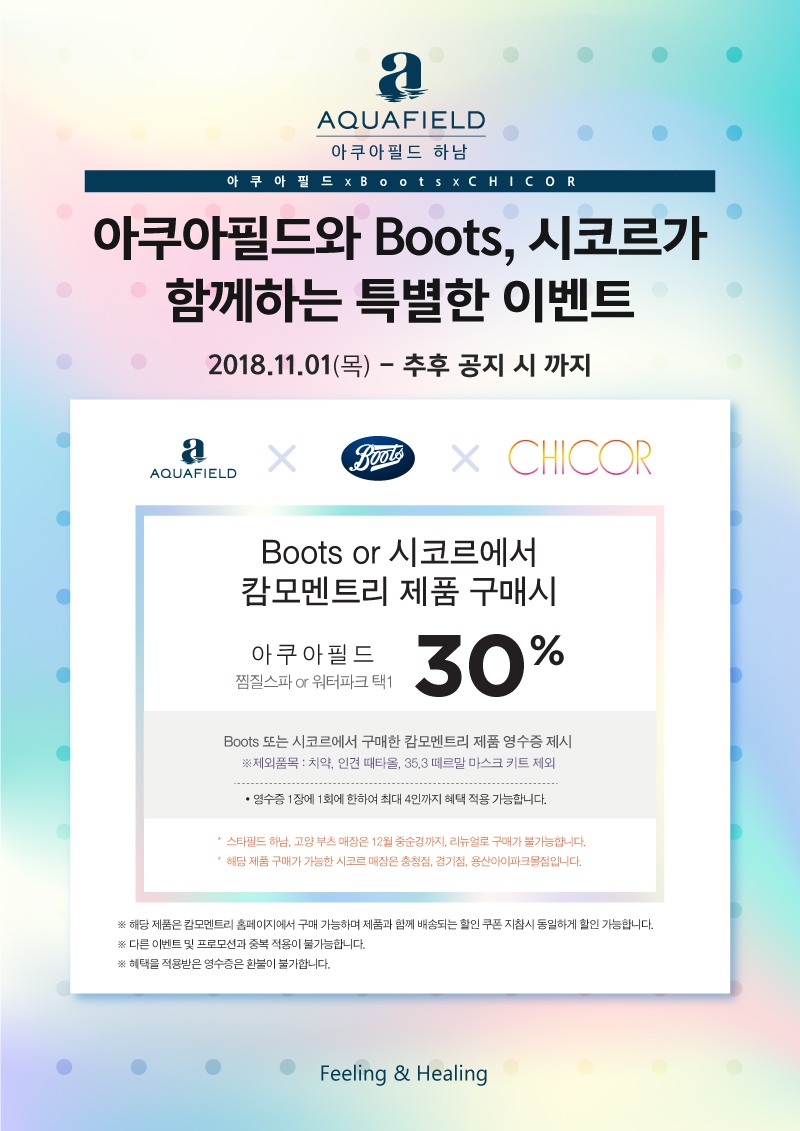 a
AQUAFIELD
아쿠아필드 하남
아쿠아필드xBootsxCHICOR
아쿠아필드와 Boots, 시코르가
함께하는 특별한 이벤트
2018.11.01(목) – 추후 공지 시 까지
a
AQUAFIELD
Boots
CHICOR
Boots or 시코르에서
캄모멘트리 제품 구매시
아쿠아필드
찜질스파 or 워터파크 택1
30%
Boots 또는 시코르에서 구매한 캄모멘트리 제품 영수증 제시
※제외품목 : 치약, 인견 때타올, 35,3 떼르말 마스크 키트 제외
• 영수증 1장에 1회에 한하여 최대 4인까지 혜택 적용 가능합니다.
* 스타필드 하남, 고양 부츠 매장은 12월 중순경까지, 리뉴얼로 구매가 불가능합니다.
* 해당 제품 구매가 가능한 시코르 매장은 충청점, 경기점, 용산아이파크몰점입니다.
※ 해당 제품은 캄모멘트리 홈페이지에서 구매 가능하며 제품과 함께 배송되는 할인 쿠폰 지참시 동일하게 할인 가능합니다.
※ 다른 이벤트 및 프로모션과 중복 적용이 불가능합니다.
※ 혜택을 적용받은 영수증은 환불이 불가합니다.
Feeling & Healing